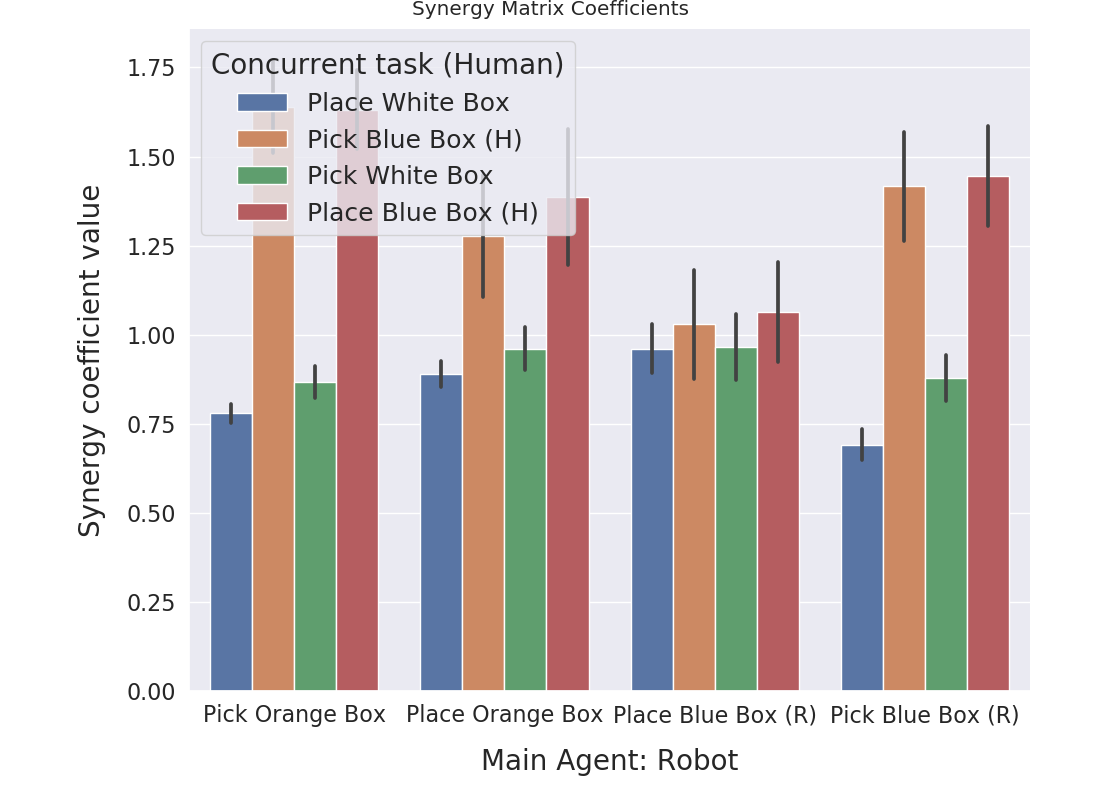 Synergy Matrix Coefficients
Synergy coefficient value
1.75
1.50
1.25
1.00
0.75
0.50
0.25
0.00
Concurrent task (Human)
Place White Box
Pick Blue Box (H)
Pick White Box
Place Blue Box (H)
Pick Orange Box
Place Orange Box
Place Blue Box (R)
Pick Blue Box (R)
Main Agent: Robot